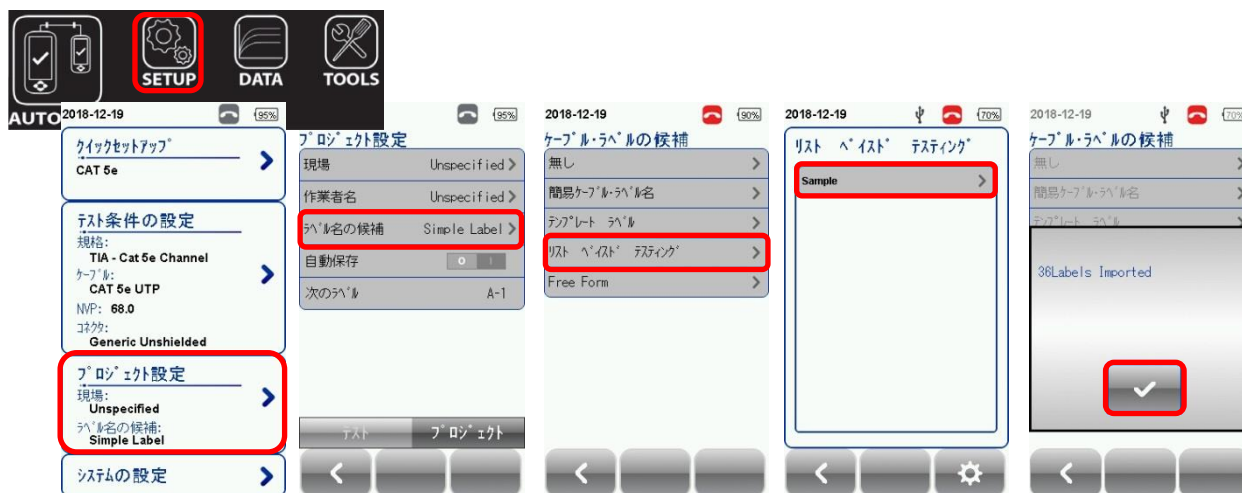 SETUP
DATA
TOOLS
AUTO
2018-12-19
95%
クイックセットアップ
CAT 5e
テスト条件の設定
規格:
TIA - Cat 5e Channel
ケーブル:
CAT 5e UTP
NVP: 68.0
コネクタ:
Generic Unshielded
プロジェクト設定
現場:
Unspecified
ラベル名の候補:
Simple Label
システムの設定
95%
プロジェクト設定
現場 Unspecified
作業者名 Unspecified
ラベル名の候補 Simple Label
自動保存 O I
次のラベル A-1
テスト プロジェクト
2018-12-19
90%
ケーブル・ラベルの候補
無し
簡易ケーブル・ラベル名
テンプレート ラベル
リスト ベイスド テスティング
Free Form
2018-12-19
70%
リスト ベイスド テスティング
Sample
2018-12-19
70%
ケーブル・ラベルの候補
無し
簡易ケーブル・ラベル名
テンプレート ラベル
36Labels Imported